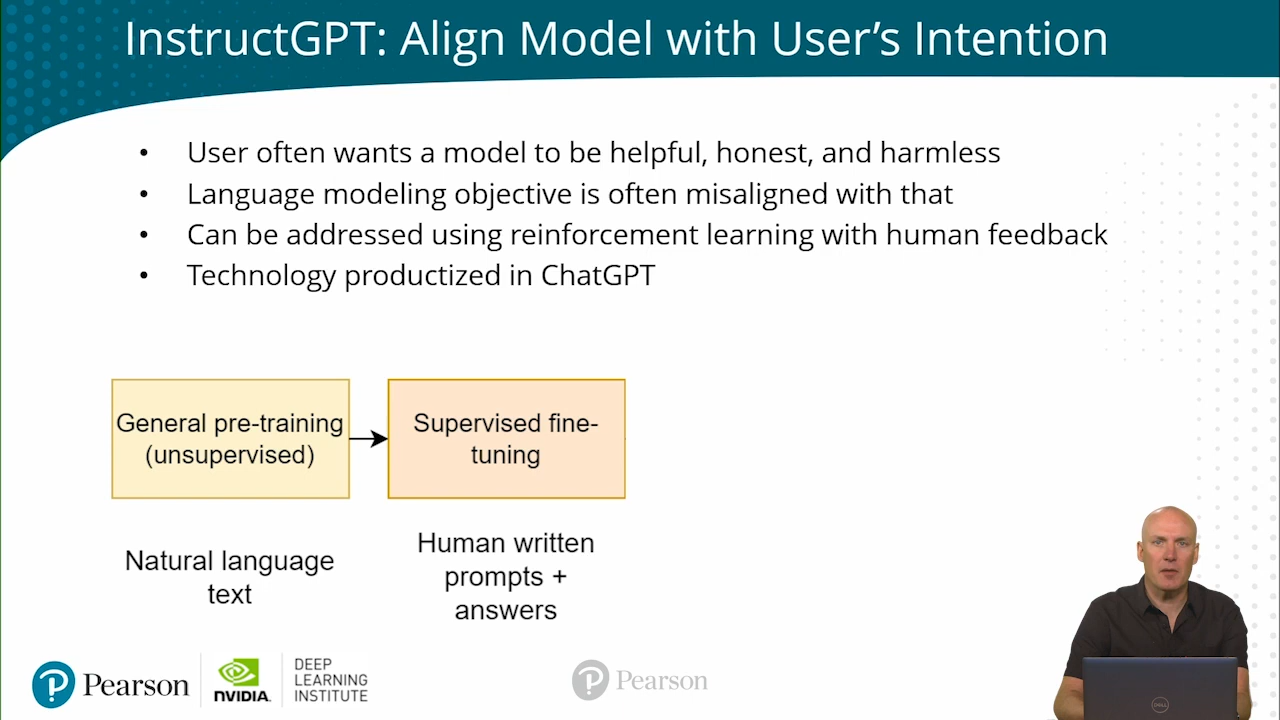 InstructGPT: Align Model with User's Intention
• User often wants a model to be helpful, honest, and harmless
• Language modeling objective is often misaligned with that
• Can be addressed using reinforcement learning with human feedback
• Technology productized in ChatGPT
General pre-training
(unsupervised)
Supervised fine-
tuning
Natural language
text
Human written
prompts +
answers
Pearson
NVIDIA.
DEEP
LEARNING
INSTITUTE
Pearson
DELL